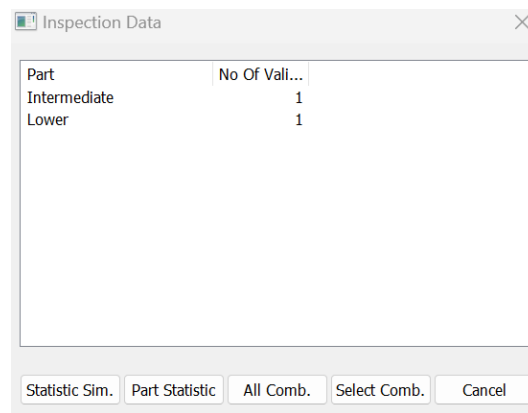 Inspection Data
Part No Of Vali...
Intermediate 1
Lower 1
Statistic Sim. Part Statistic All Comb. Select Comb. Cancel